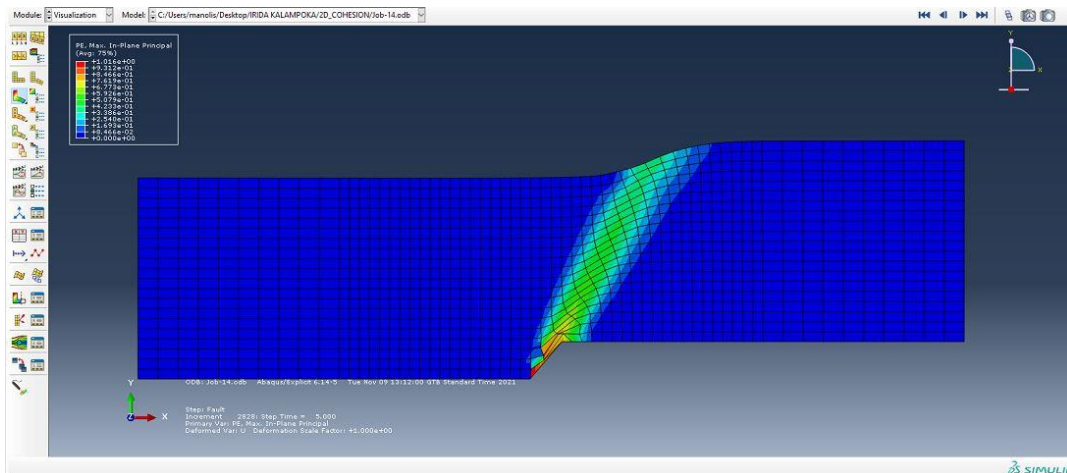 Module: Visualization Model: C:/Users/manolis/Desktop/IRIDA KALAMPOKA/2D_COHESION/Job-14.odb
PE, Max. In-Plane Principal
(Avg: 75%)
+1.016e+00
+9.312e-01
+8.466e-01
+7.619e-01
+6.773e-01
+5.926e-01
+5.079e-01
+4.233e-01
+3.386e-01
+2.540e-01
+1.693e-01
+8.466e-02
+0.000e+00
Y
X
Y
Z
X
ODB: Job-14.odb Abaqus/Explicit 6.14-5 Tue Nov 09 13:12:00 GTB Standard Time 2021
Step: Fault
Increment 2828: Step Time = 5.000
Primary Var: PE, Max. In-Plane Principal
Deformed Var: U Deformation Scale Factor: +1.000e+00
SIMULIA